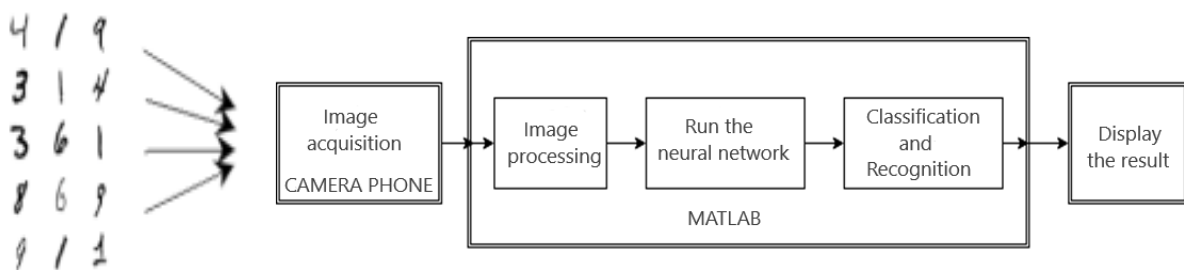 4 1 9
3 1 4
3 6 1
8 6 9
9 1 1
Image
acquisition
CAMERA PHONE
Image
processing
Run the
neural network
Classification
and
Recognition
MATLAB
Display
the result